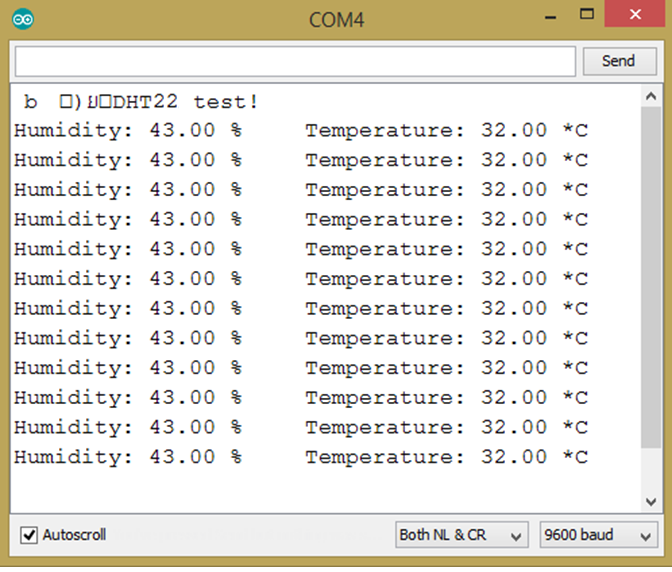 COM4
Send
b □)ט□DHT22 test!
Humidity: 43.00 % Temperature: 32.00 *C
Humidity: 43.00 % Temperature: 32.00 *C
Humidity: 43.00 % Temperature: 32.00 *C
Humidity: 43.00 % Temperature: 32.00 *C
Humidity: 43.00 % Temperature: 32.00 *C
Humidity: 43.00 % Temperature: 32.00 *C
Humidity: 43.00 % Temperature: 32.00 *C
Humidity: 43.00 % Temperature: 32.00 *C
Humidity: 43.00 % Temperature: 32.00 *C
Humidity: 43.00 % Temperature: 32.00 *C
Humidity: 43.00 % Temperature: 32.00 *C
Humidity: 43.00 % Temperature: 32.00 *C
Autoscroll Both NL & CR 9600 baud